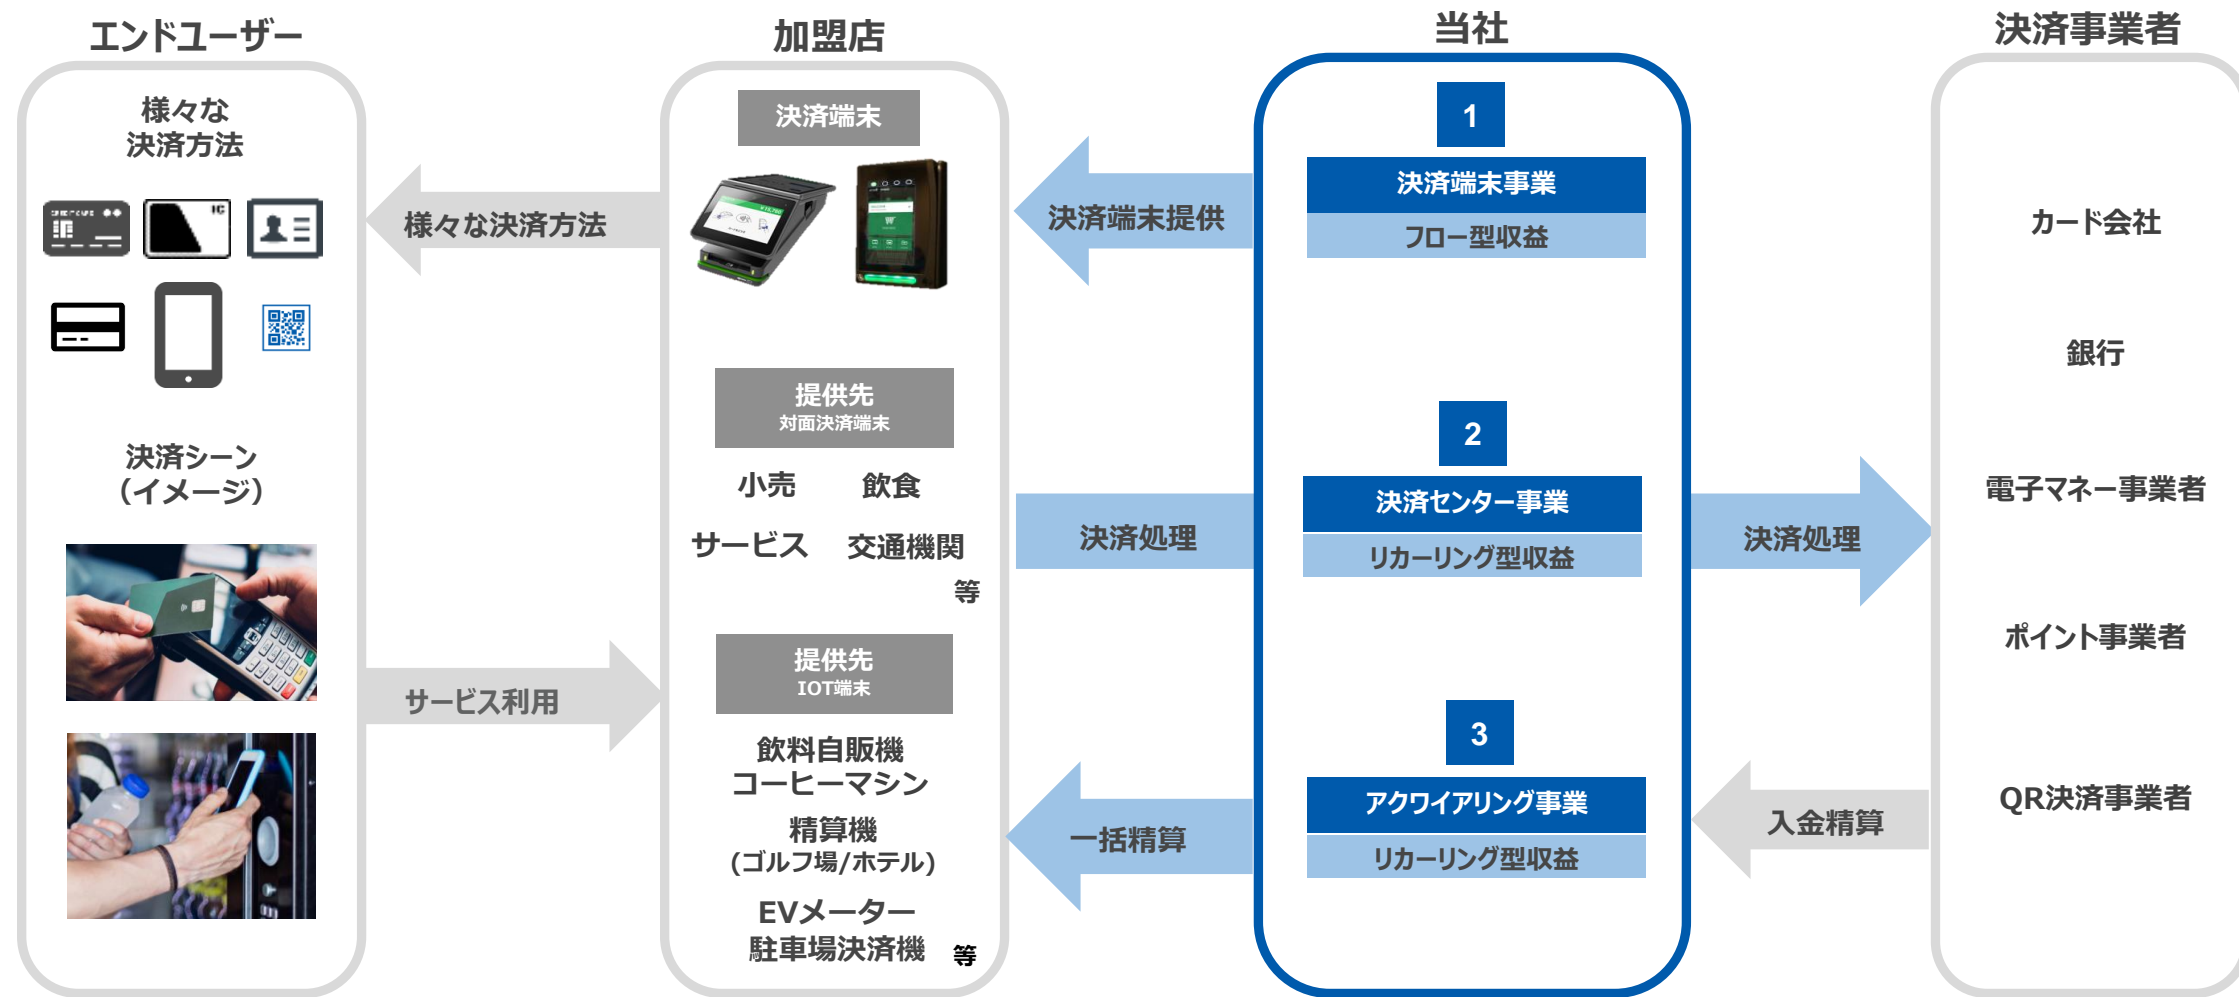 エンドユーザー
様々な
決済方法
決済シーン
（イメージ）
様々な決済方法
サービス利用
加盟店
決済端末
提供先
対面決済端末
小売 飲食
サービス 交通機関
等
提供先
IOT端末
飲料自販機
コーヒーマシン
精算機
(ゴルフ場/ホテル)
EVメーター
駐車場決済機 等
決済端末提供
決済処理
一括精算
当社
1
決済端末事業
フロー型収益
2
決済センター事業
リカーリング型収益
3
アクワイアリング事業
リカーリング型収益
決済処理
入金精算
決済事業者
カード会社
銀行
電子マネー事業者
ポイント事業者
QR決済事業者